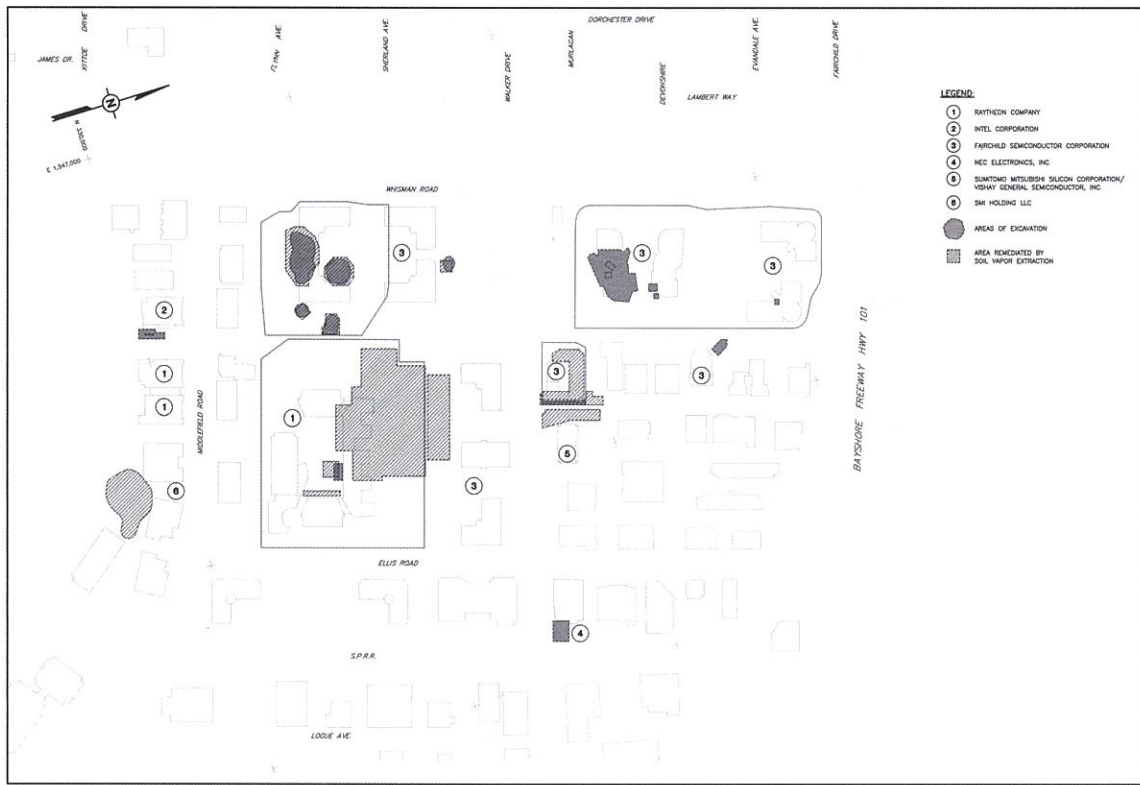 DORCHESTER DRIVE
JAMES DR.
KITTOE DRIVE
FLYNN AVE.
SHERLAND AVE.
WALKER DRIVE
MURLAGAN
DEVONSHIRE
LAMBERT WAY
EVANDALE AVE.
FAIRCHILD DRIVE
N
E 1,547,000
WHISMAN ROAD
LEGEND:
1 RAYTHEON COMPANY
2 INTEL CORPORATION
3 FAIRCHILD SEMICONDUCTOR CORPORATION
4 NEC ELECTRONICS, INC.
5 SUMITOMO MITSUBISHI SILICON CORPORATION/
VISHAY GENERAL SEMICONDUCTOR, INC.
6 SMI HOLDING LLC
AREAS OF EXCAVATION
AREA REMEDIATED BY
SOIL VAPOR EXTRACTION
3
3
3
2
1
1
1
3
3
BAYSHORE FREEWAY HWY 101
MIDDLEFIELD ROAD
5
6
3
ELLIS ROAD
4
S.P.R.R.
LOGUE AVE.